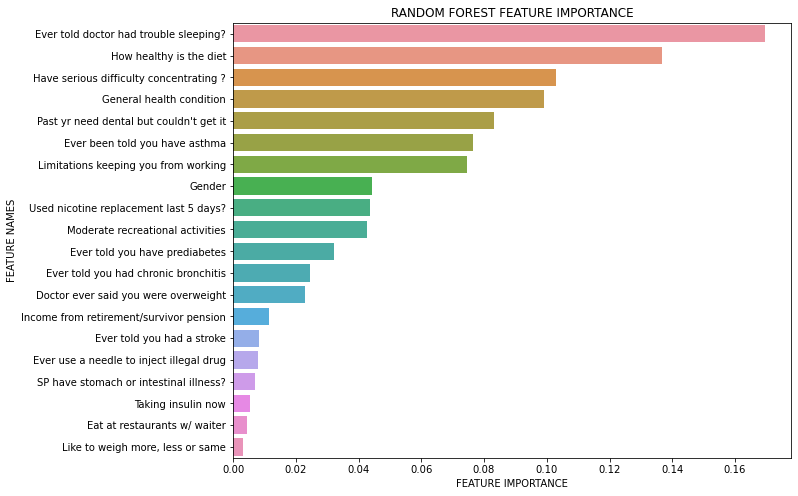 RANDOM FOREST FEATURE IMPORTANCE
FEATURE NAMES
Ever told doctor had trouble sleeping?
How healthy is the diet
Have serious difficulty concentrating ?
General health condition
Past yr need dental but couldn't get it
Ever been told you have asthma
Limitations keeping you from working
Gender
Used nicotine replacement last 5 days?
Moderate recreational activities
Ever told you have prediabetes
Ever told you had chronic bronchitis
Doctor ever said you were overweight
Income from retirement/survivor pension
Ever told you had a stroke
Ever use a needle to inject illegal drug
SP have stomach or intestinal illness?
Taking insulin now
Eat at restaurants w/ waiter
Like to weigh more, less or same
0.00 0.02 0.04 0.06 0.08 0.10 0.12 0.14 0.16
FEATURE IMPORTANCE